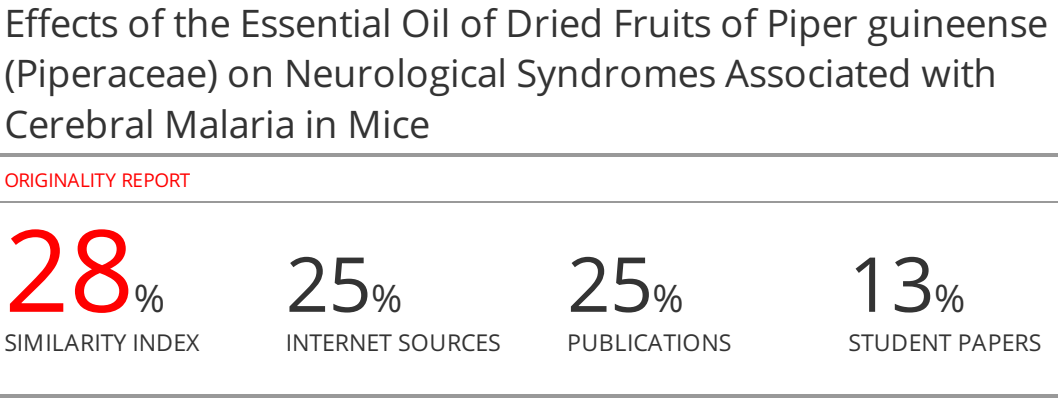 Effects of the Essential Oil of Dried Fruits of Piper guineense
(Piperaceae) on Neurological Syndromes Associated with
Cerebral Malaria in Mice
ORIGINALITY REPORT
28% 25% 25% 13%
SIMILARITY INDEX INTERNET SOURCES PUBLICATIONS STUDENT PAPERS